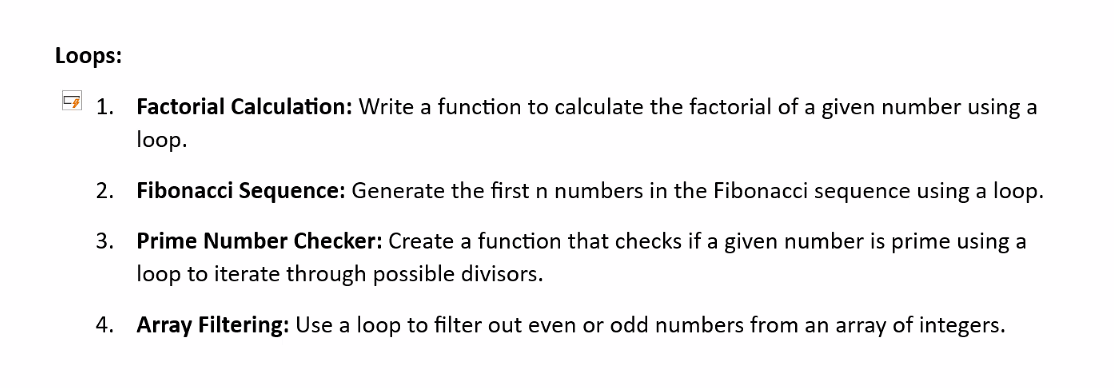 Loops:
1. Factorial Calculation: Write a function to calculate the factorial of a given number using a
loop.
2. Fibonacci Sequence: Generate the first n numbers in the Fibonacci sequence using a loop.
3. Prime Number Checker: Create a function that checks if a given number is prime using a
loop to iterate through possible divisors.
4. Array Filtering: Use a loop to filter out even or odd numbers from an array of integers.